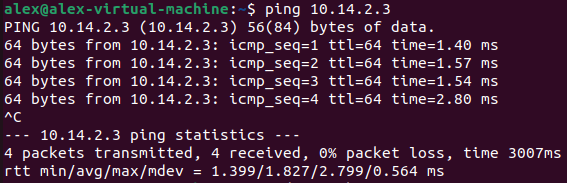 alex@alex-virtual-machine:~$ ping 10.14.2.3
PING 10.14.2.3 (10.14.2.3) 56(84) bytes of data.
64 bytes from 10.14.2.3: icmp_seq=1 ttl=64 time=1.40 ms
64 bytes from 10.14.2.3: icmp_seq=2 ttl=64 time=1.57 ms
64 bytes from 10.14.2.3: icmp_seq=3 ttl=64 time=1.54 ms
64 bytes from 10.14.2.3: icmp_seq=4 ttl=64 time=2.80 ms
^C
--- 10.14.2.3 ping statistics ---
4 packets transmitted, 4 received, 0% packet loss, time 3007ms
rtt min/avg/max/mdev = 1.399/1.827/2.799/0.564 ms